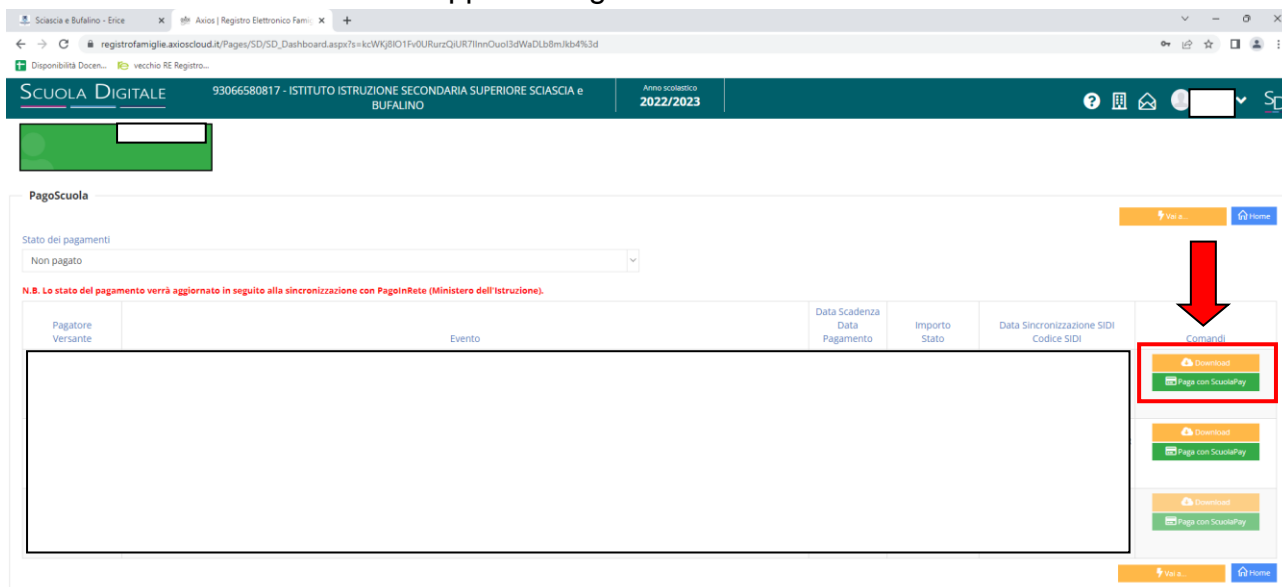 Sciascia e Bufalino - Erice
Axios | Registro Elettronico Famig
registrofamiglie.axioscloud.it/Pages/SD/SD_Dashboard.aspx?s=
Disponibilità Docen...
vecchio RE Registro...
SCUOLA DIGITALE
93066580817 - ISTITUTO ISTRUZIONE SECONDARIA SUPERIORE SCIASCIA e
BUFALINO
Anno scolastico
2022/2023
SD
PagoScuola
Vai a...
Home
Stato dei pagamenti
Non pagato
N.B. Lo stato del pagamento verrà aggiornato in seguito alla sincronizzazione con PagoInRete (Ministero dell'Istruzione).
Pagatore
Versante
Evento
Data Scadenza
Data
Pagamento
Importo
Stato
Data Sincronizzazione SIDI
Codice SIDI
Comandi
Download
Paga con ScuolaPay
Download
Paga con ScuolaPay
Download
Paga con ScuolaPay
Vai a...
Home